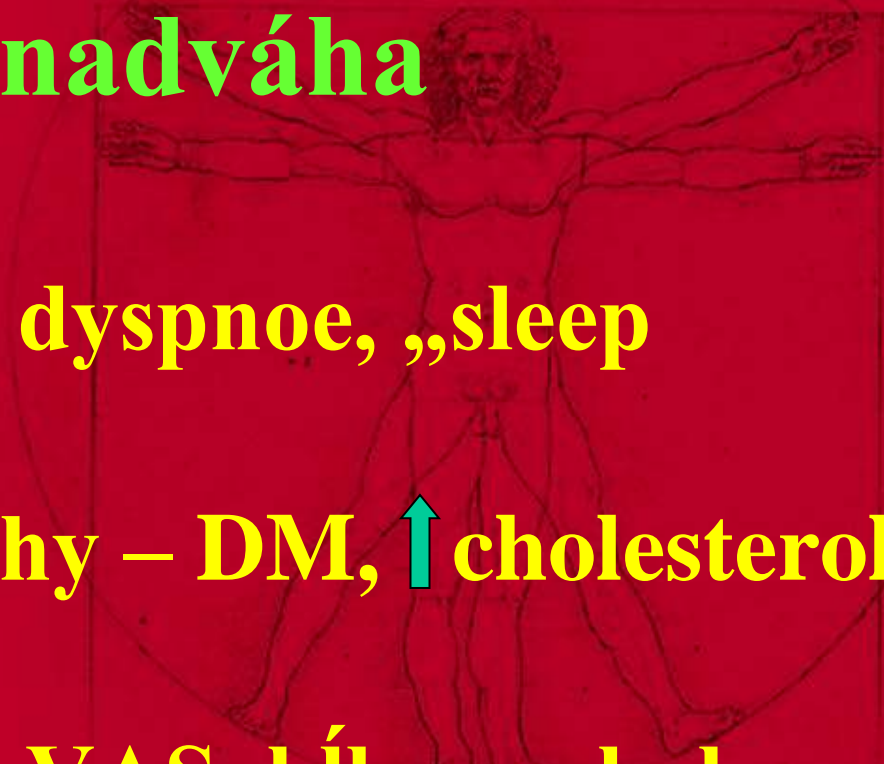 nadváha
dyspnoe, „sleep
hy – DM, cholesterol